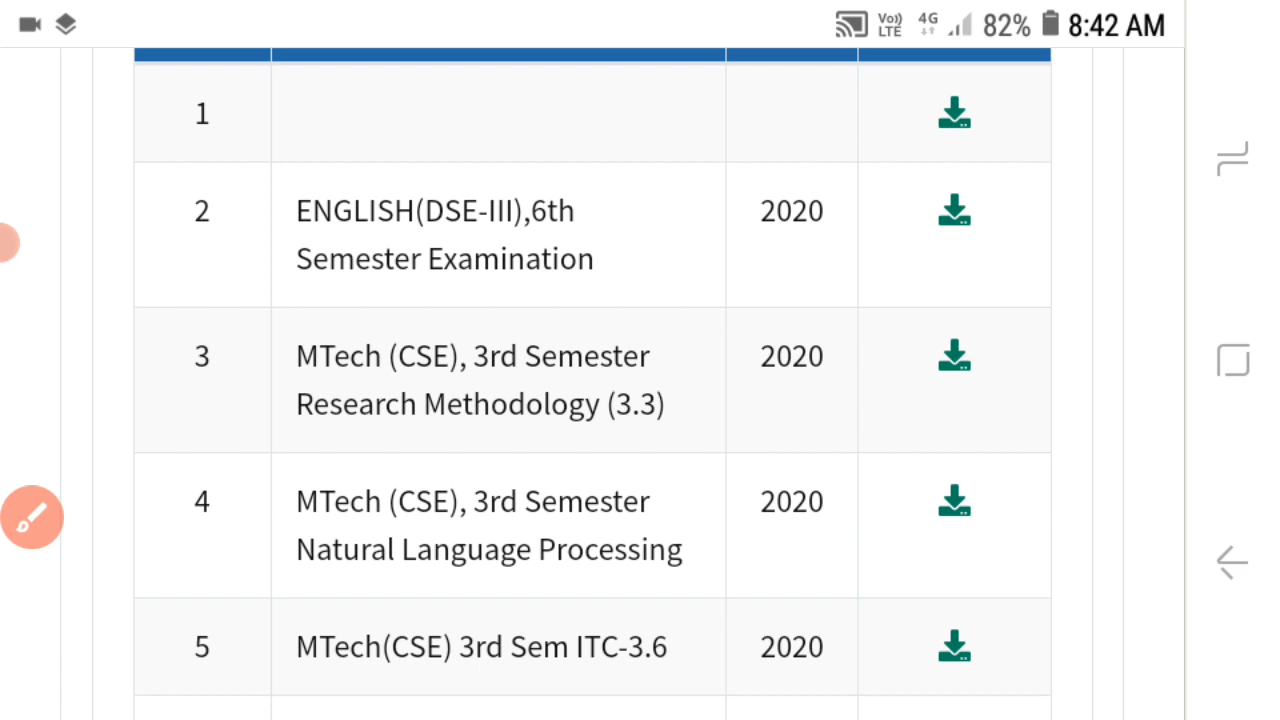 Vo)) LTE 4G 82% 8:42 AM
1
2 ENGLISH(DSE-III),6th 2020
Semester Examination
3 MTech (CSE), 3rd Semester 2020
Research Methodology (3.3)
4 MTech (CSE), 3rd Semester 2020
Natural Language Processing
5 MTech(CSE) 3rd Sem ITC-3.6 2020